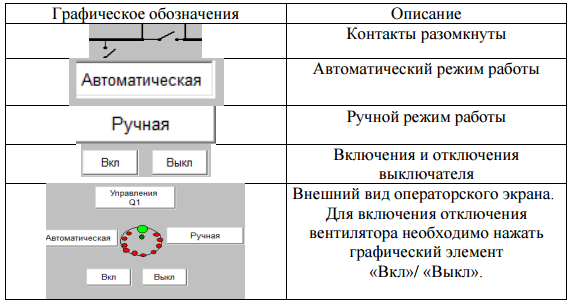 Графическое обозначения
Описание
Контакты разомкнуты
Автоматическая
Автоматический режим работы
Ручная
Ручной режим работы
Вкл
Выкл
Включения и отключения
выключателя
Управления
Q1
Автоматическая
Ручная
Вкл
Выкл
Внешний вид операторского экрана.
Для включения отключения
вентилятора необходимо нажать
графический элемент
«Вкл»/ «Выкл».